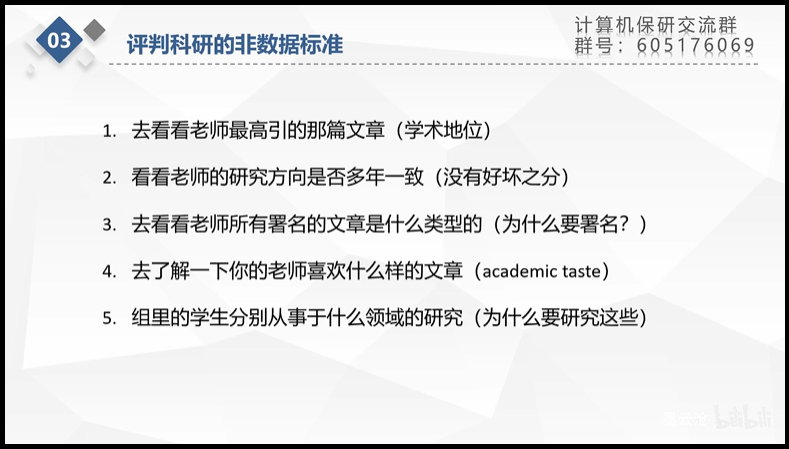 03
评判科研的非数据标准
计算机保研交流群
群号：605176069
1. 去看看老师最高引的那篇文章（学术地位）
2. 看看老师的研究方向是否多年一致（没有好坏之分）
3. 去看看老师所有署名的文章是什么类型的（为什么要署名？）
4. 去了解一下你的老师喜欢什么样的文章（academic taste）
5. 组里的学生分别从事于什么领域的研究（为什么要研究这些）
bilibili